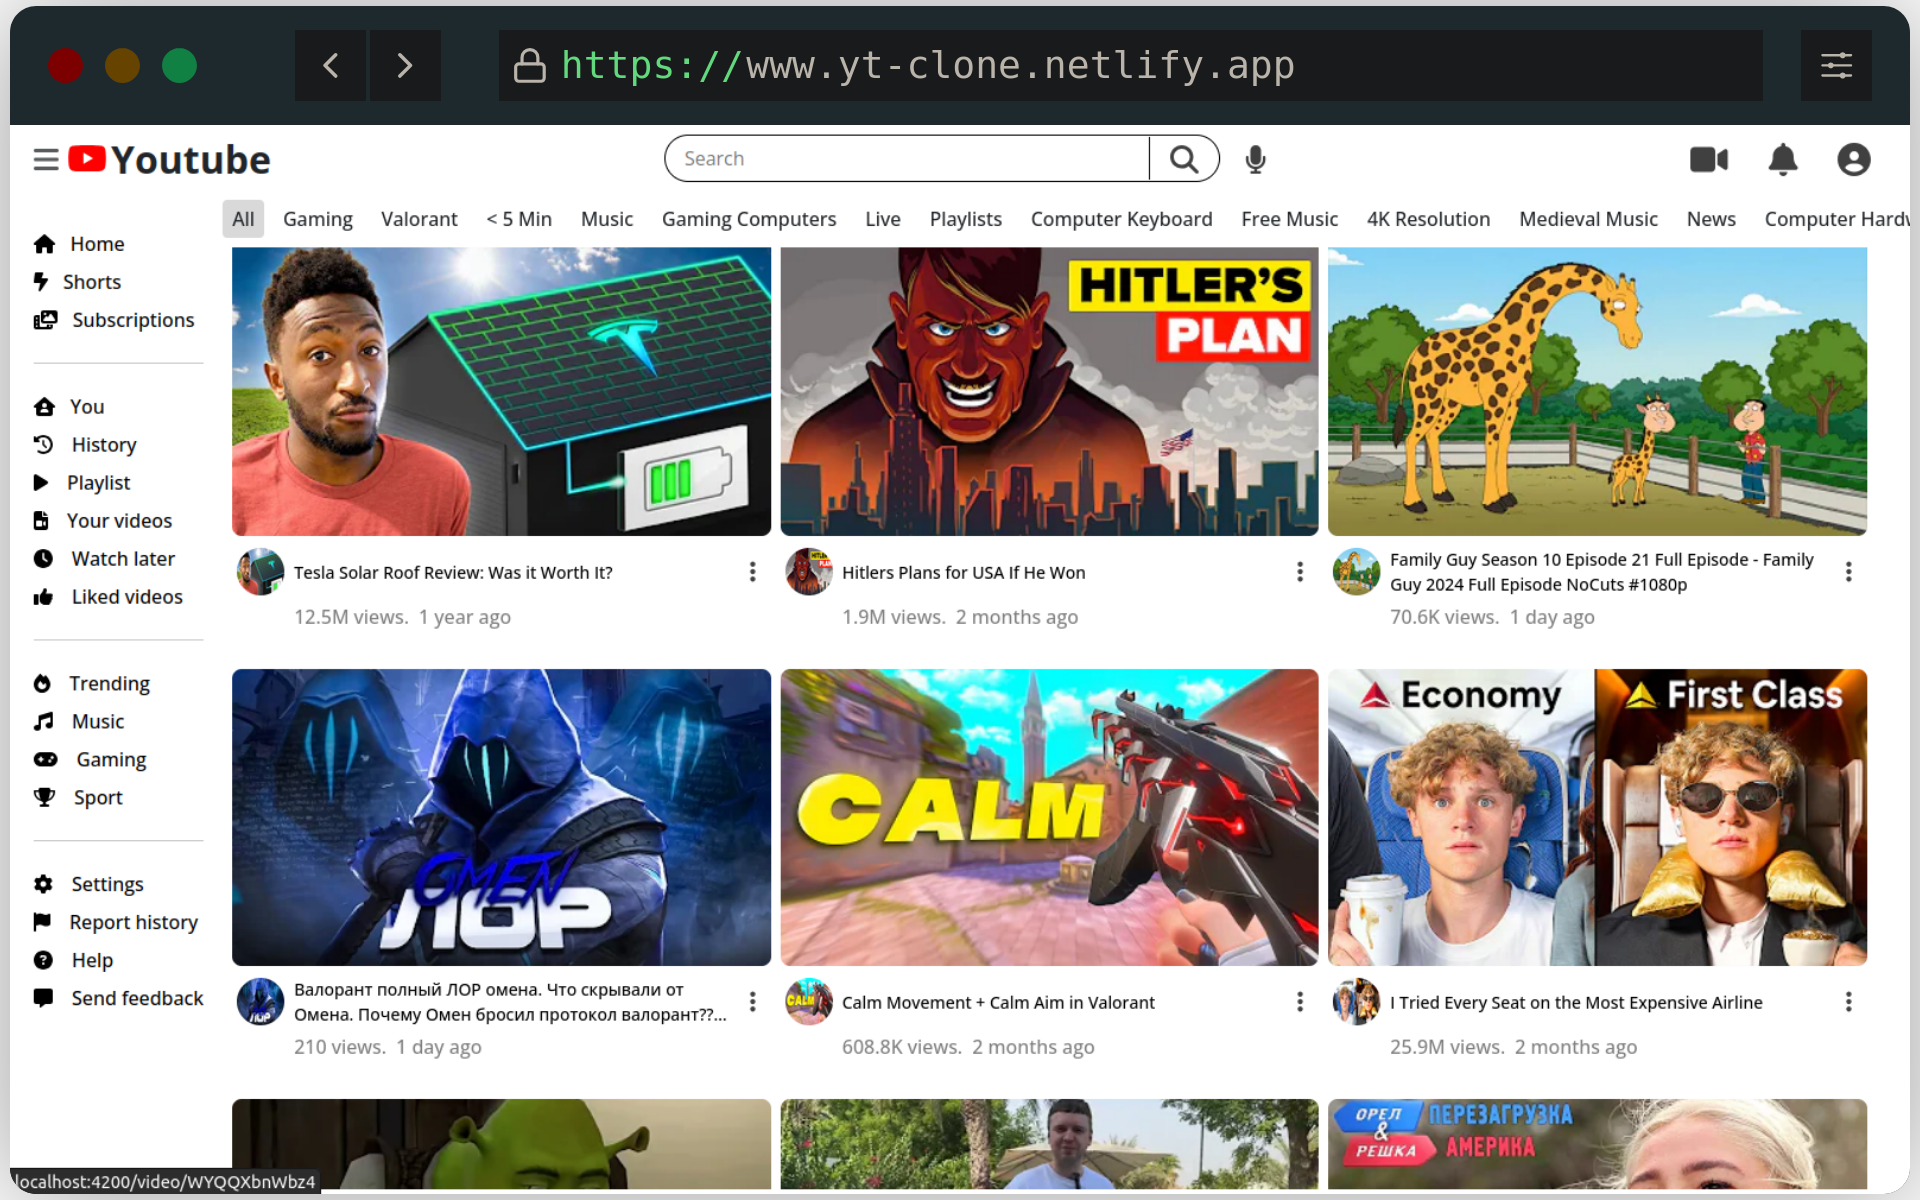 https://www.yt-clone.netlify.app
Youtube
Search
All Gaming Valorant < 5 Min Music Gaming Computers Live Playlists Computer Keyboard Free Music 4K Resolution Medieval Music News Computer Hardw
Home
Shorts
Subscriptions
You
History
Playlist
Your videos
Watch later
Liked videos
Trending
Music
Gaming
Sport
Settings
Report history
Help
Send feedback
HITLER'S
PLAN
Tesla Solar Roof Review: Was it Worth It?
12.5M views. 1 year ago
Hitlers Plans for USA If He Won
1.9M views. 2 months ago
Family Guy Season 10 Episode 21 Full Episode - Family
Guy 2024 Full Episode NoCuts #1080p
70.6K views. 1 day ago
OMEN
ЛОР
CALM
Economy
First Class
Валорант полный ЛОР омена. Что скрывали от
Омена. Почему Омен бросил протокол валорант??...
210 views. 1 day ago
Calm Movement + Calm Aim in Valorant
608.8K views. 2 months ago
I Tried Every Seat on the Most Expensive Airline
25.9M views. 2 months ago
ОРЕЛ
&
РЕШКА
ПЕРЕЗАГРУЗКА
АМЕРИКА
localhost:4200/video/WYQQXbnWbz4